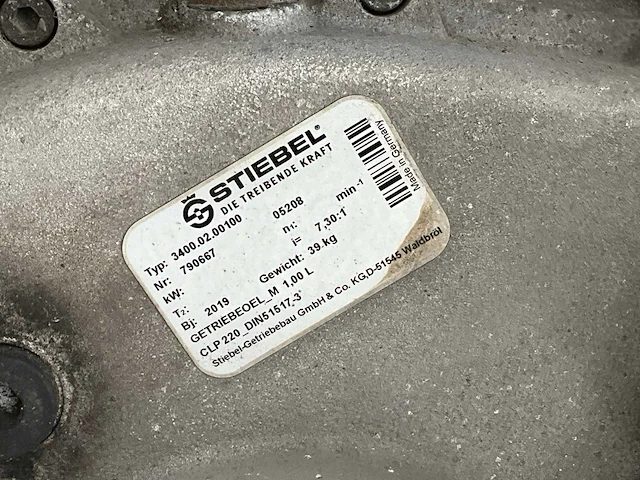 STIEBEL®
DIE TREIBENDE KRAFT
Made in Germany
Typ: 3400.02.00100 05208
Nr: 790667 n₁: min⁻¹
kW: i= 7,30:1
T₂: Gewicht: 39 kg
Bj: 2019
GETRIEBEOEL_M 1,00 L
CLP 220_DIN51517-3
Stiebel-Getriebebau GmbH & Co. KG,D-51545 Waldbröl